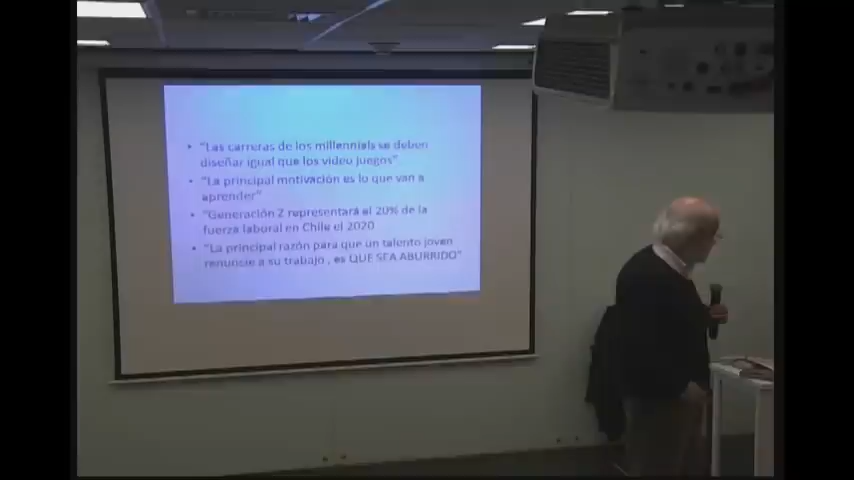 • "Las carreras de los millennials se deben
diseñar igual que los video juegos"
• "La principal motivación es lo que van a
aprender"
• "Generación Z representará el 20% de la
fuerza laboral en Chile el 2020
• "La principal razón para que un talento joven
renuncie a su trabajo , es QUE SEA ABURRIDO"